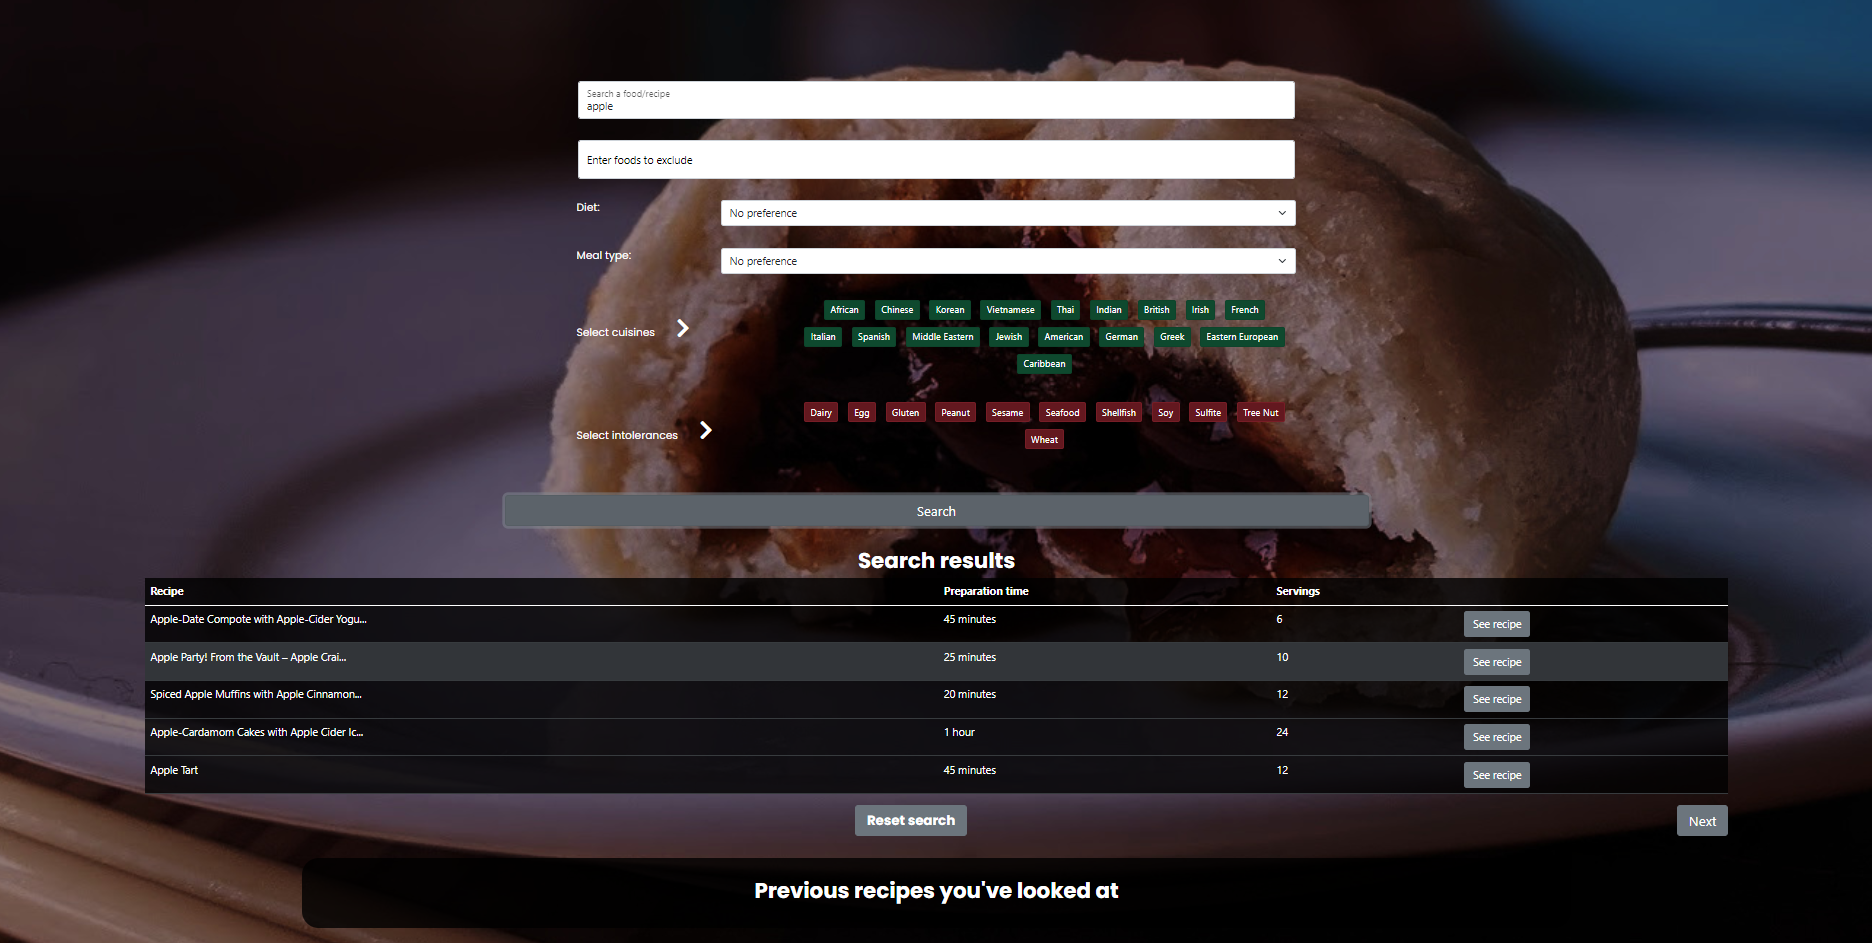 Search a food/recipe
apple
Enter foods to exclude
Diet: No preference
Meal type: No preference
African Chinese Korean Vietnamese Thai Indian British Irish French
Select cuisines Italian Spanish Middle Eastern Jewish American German Greek Eastern European
Caribbean
Dairy Egg Gluten Peanut Sesame Seafood Shellfish Soy Sulfite Tree Nut
Select intolerances Wheat
Search
Search results
Recipe Preparation time Servings
Apple-Date Compote with Apple-Cider Yogu... 45 minutes 6 See recipe
Apple Party! From the Vault – Apple Crai... 25 minutes 10 See recipe
Spiced Apple Muffins with Apple Cinnamon... 20 minutes 12 See recipe
Apple-Cardamom Cakes with Apple Cider Ic... 1 hour 24 See recipe
Apple Tart 45 minutes 12 See recipe
Reset search Next
Previous recipes you've looked at